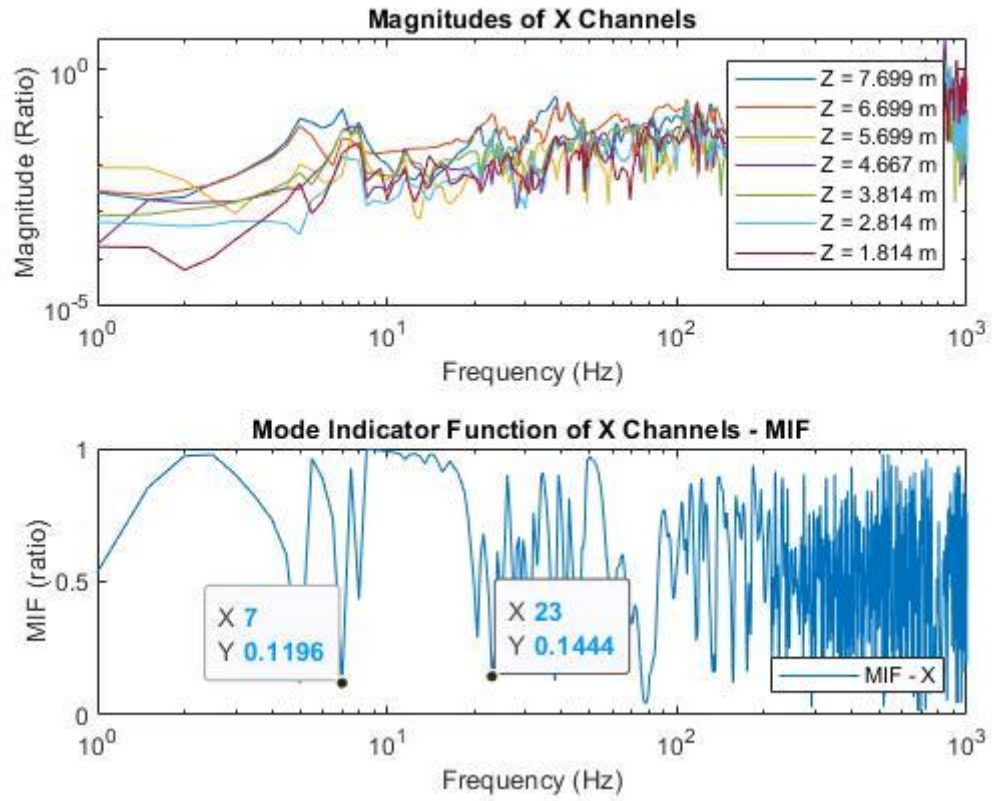 Magnitudes of X Channels
Magnitude (Ratio)
10^0
10^-5
Z = 7.699 m
Z = 6.699 m
Z = 5.699 m
Z = 4.667 m
Z = 3.814 m
Z = 2.814 m
Z = 1.814 m
10^0 10^1 10^2 10^3
Frequency (Hz)
Mode Indicator Function of X Channels - MIF
MIF (ratio)
1
0.5
0
X 7
Y 0.1196
X 23
Y 0.1444
MIF - X
10^0 10^1 10^2 10^3
Frequency (Hz)